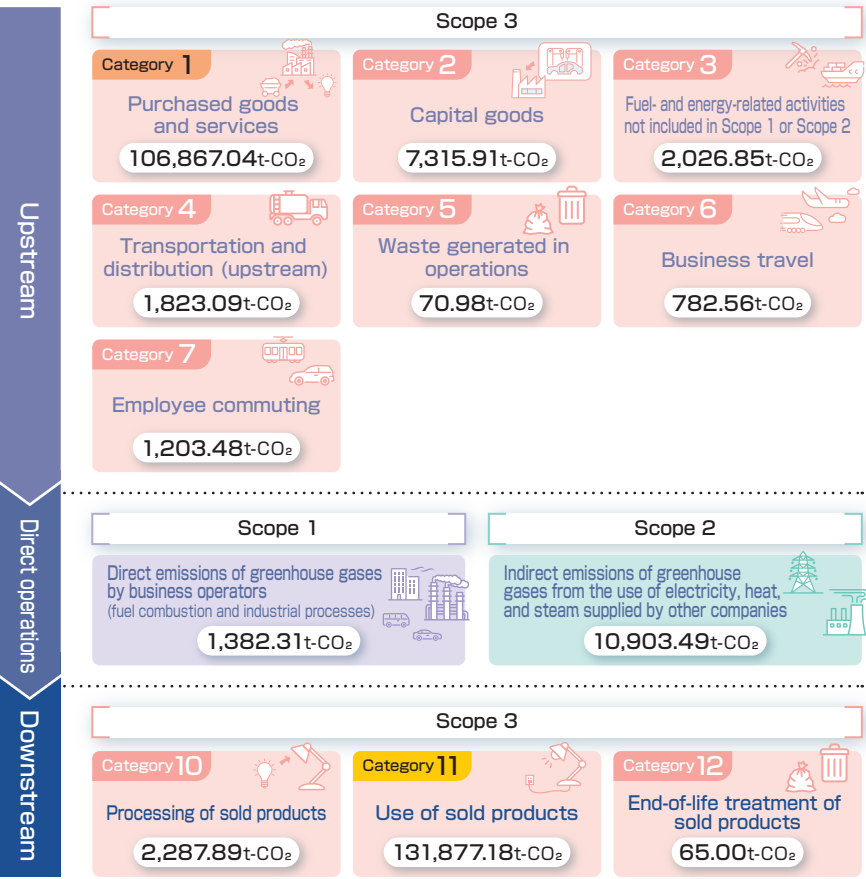 Upstream
Scope 3
Category 1
Purchased goods
and services
106,867.04t-CO₂
Category 2
Capital goods
7,315.91t-CO₂
Category 3
Fuel- and energy-related activities
not included in Scope 1 or Scope 2
2,026.85t-CO₂
Category 4
Transportation and
distribution (upstream)
1,823.09t-CO₂
Category 5
Waste generated in
operations
70.98t-CO₂
Category 6
Business travel
782.56t-CO₂
Category 7
Employee commuting
1,203.48t-CO₂
Direct operations
Scope 1
Direct emissions of greenhouse gases
by business operators
(fuel combustion and industrial processes)
1,382.31t-CO₂
Scope 2
Indirect emissions of greenhouse
gases from the use of electricity, heat,
and steam supplied by other companies
10,903.49t-CO₂
Downstream
Scope 3
Category 10
Processing of sold products
2,287.89t-CO₂
Category 11
Use of sold products
131,877.18t-CO₂
Category 12
End-of-life treatment of
sold products
65.00t-CO₂